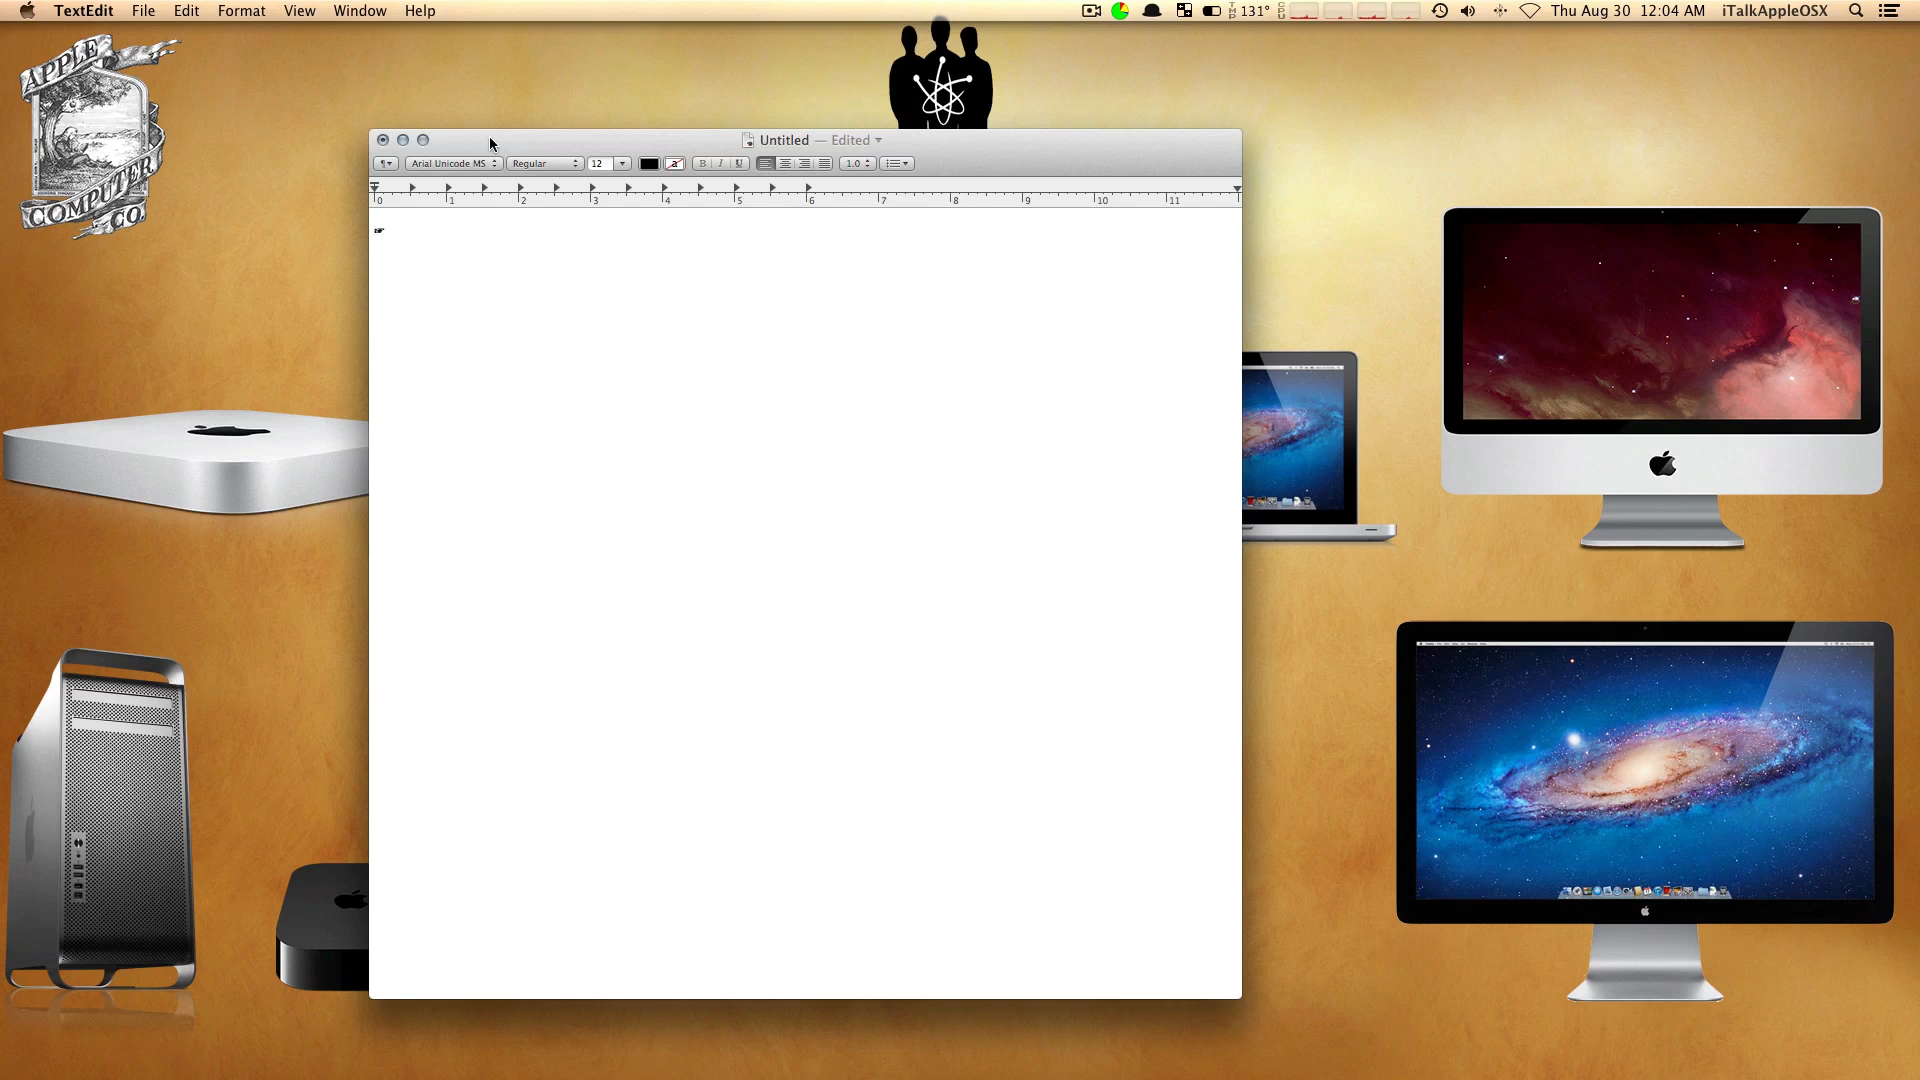 TextEdit File Edit Format View Window Help
131° Thu Aug 30 12:04 AM iTalkAppleOSX
APPLE
COMPUTER
CO.
Untitled — Edited
Arial Unicode MS Regular 12 a B I U 1.0
0 1 2 3 4 5 6 7 8 9 10 11
☛